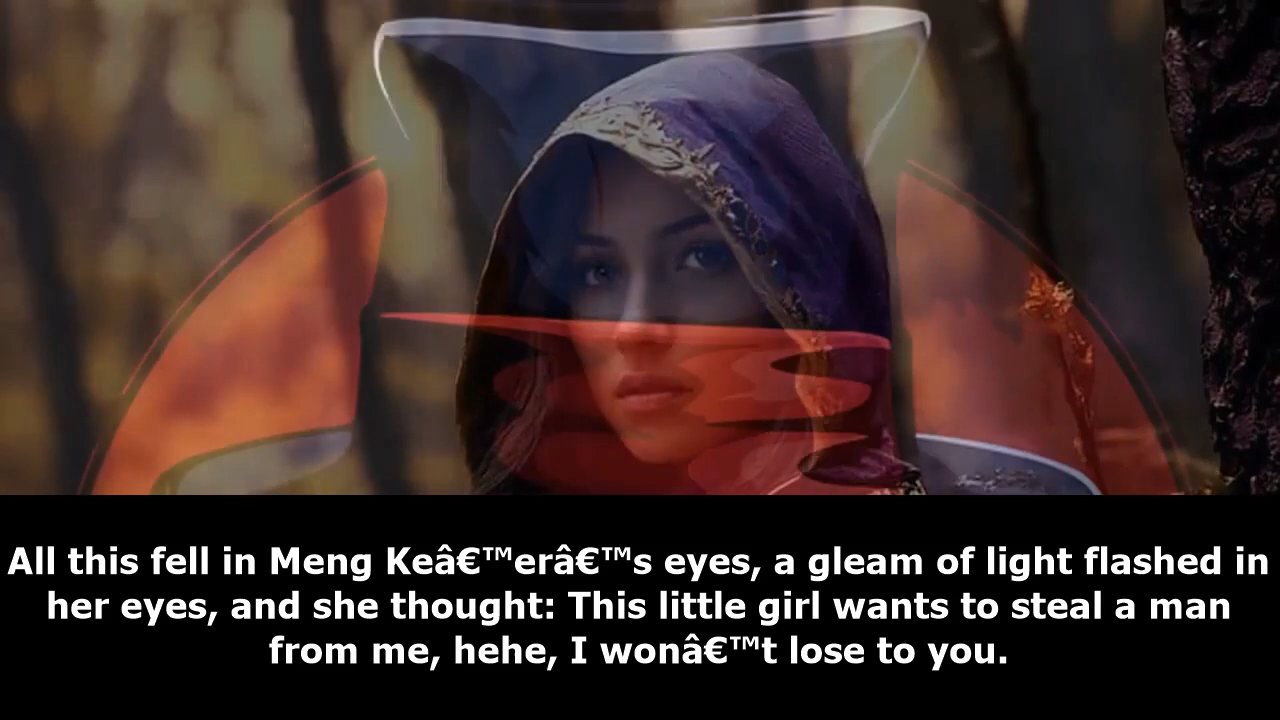 All this fell in Meng Keâ€™erâ€™s eyes, a gleam of light flashed in
her eyes, and she thought: This little girl wants to steal a man
from me, hehe, I wonâ€™t lose to you.